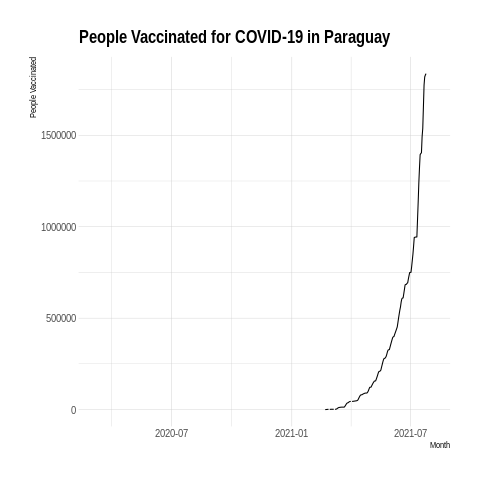 People Vaccinated for COVID-19 in Paraguay
People Vaccinated
1500000
1000000
500000
0
2020-07
2021-01
2021-07
Month